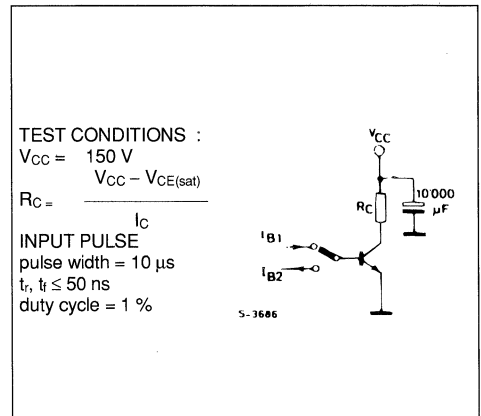 TEST CONDITIONS :
VCC = 150 V
VCC – VCE(sat)
RC =
IC
INPUT PULSE
pulse width = 10 μs
tr, tf ≤ 50 ns
duty cycle = 1 %
VCC
RC
10'000
μF
IB1
IB2
S-3686